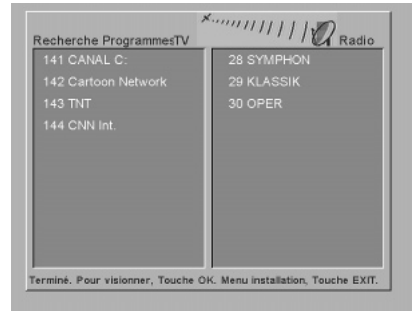 Recherche ProgrammesTV
Radio
141 CANAL C:
142 Cartoon Network
143 TNT
144 CNN Int.
28 SYMPHON
29 KLASSIK
30 OPER
Terminé. Pour visionner, Touche OK. Menu installation, Touche EXIT.